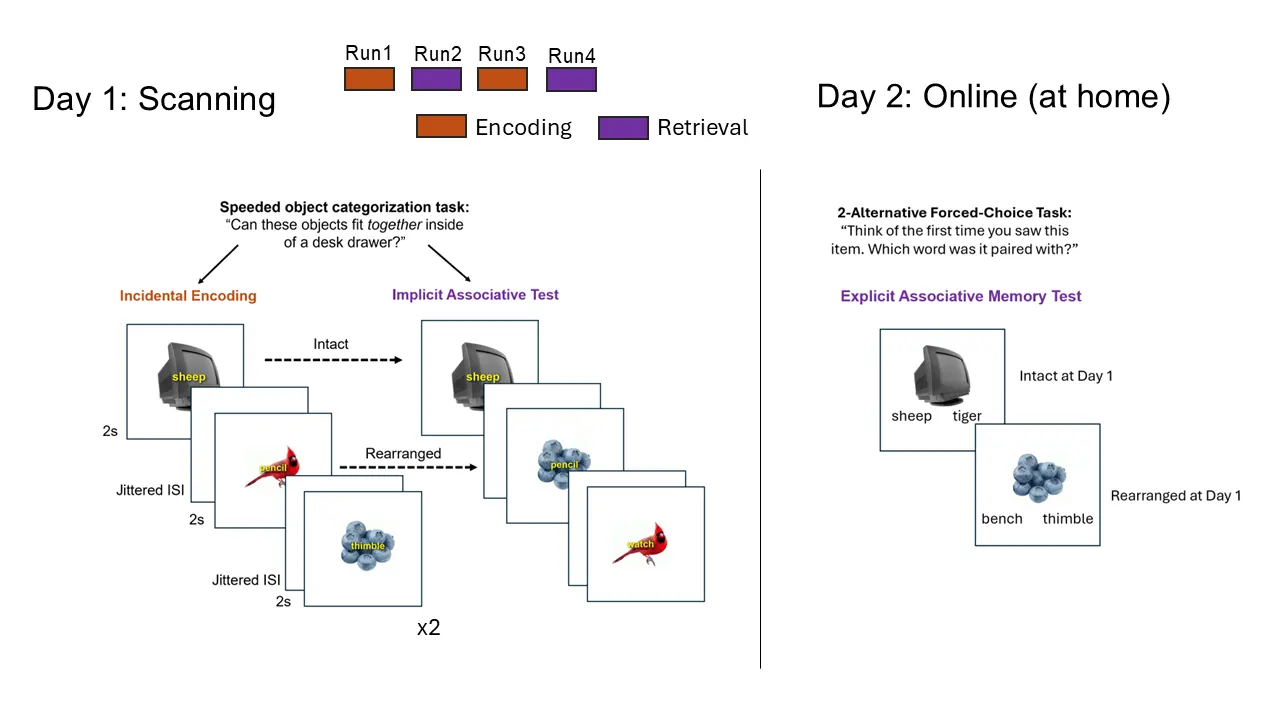 Day 1: Scanning
Run1 Run2 Run3 Run4
Encoding Retrieval
Speeded object categorization task:
“Can these objects fit together inside
of a desk drawer?”
Incidental Encoding
Implicit Associative Test
sheep
Intact
sheep
2s
pencil
Rearranged
pencil
Jittered ISI
2s
thimble
watch
Jittered ISI
2s
x2
Day 2: Online (at home)
2-Alternative Forced-Choice Task:
“Think of the first time you saw this
item. Which word was it paired with?”
Explicit Associative Memory Test
Intact at Day 1
sheep tiger
Rearranged at Day 1
bench thimble